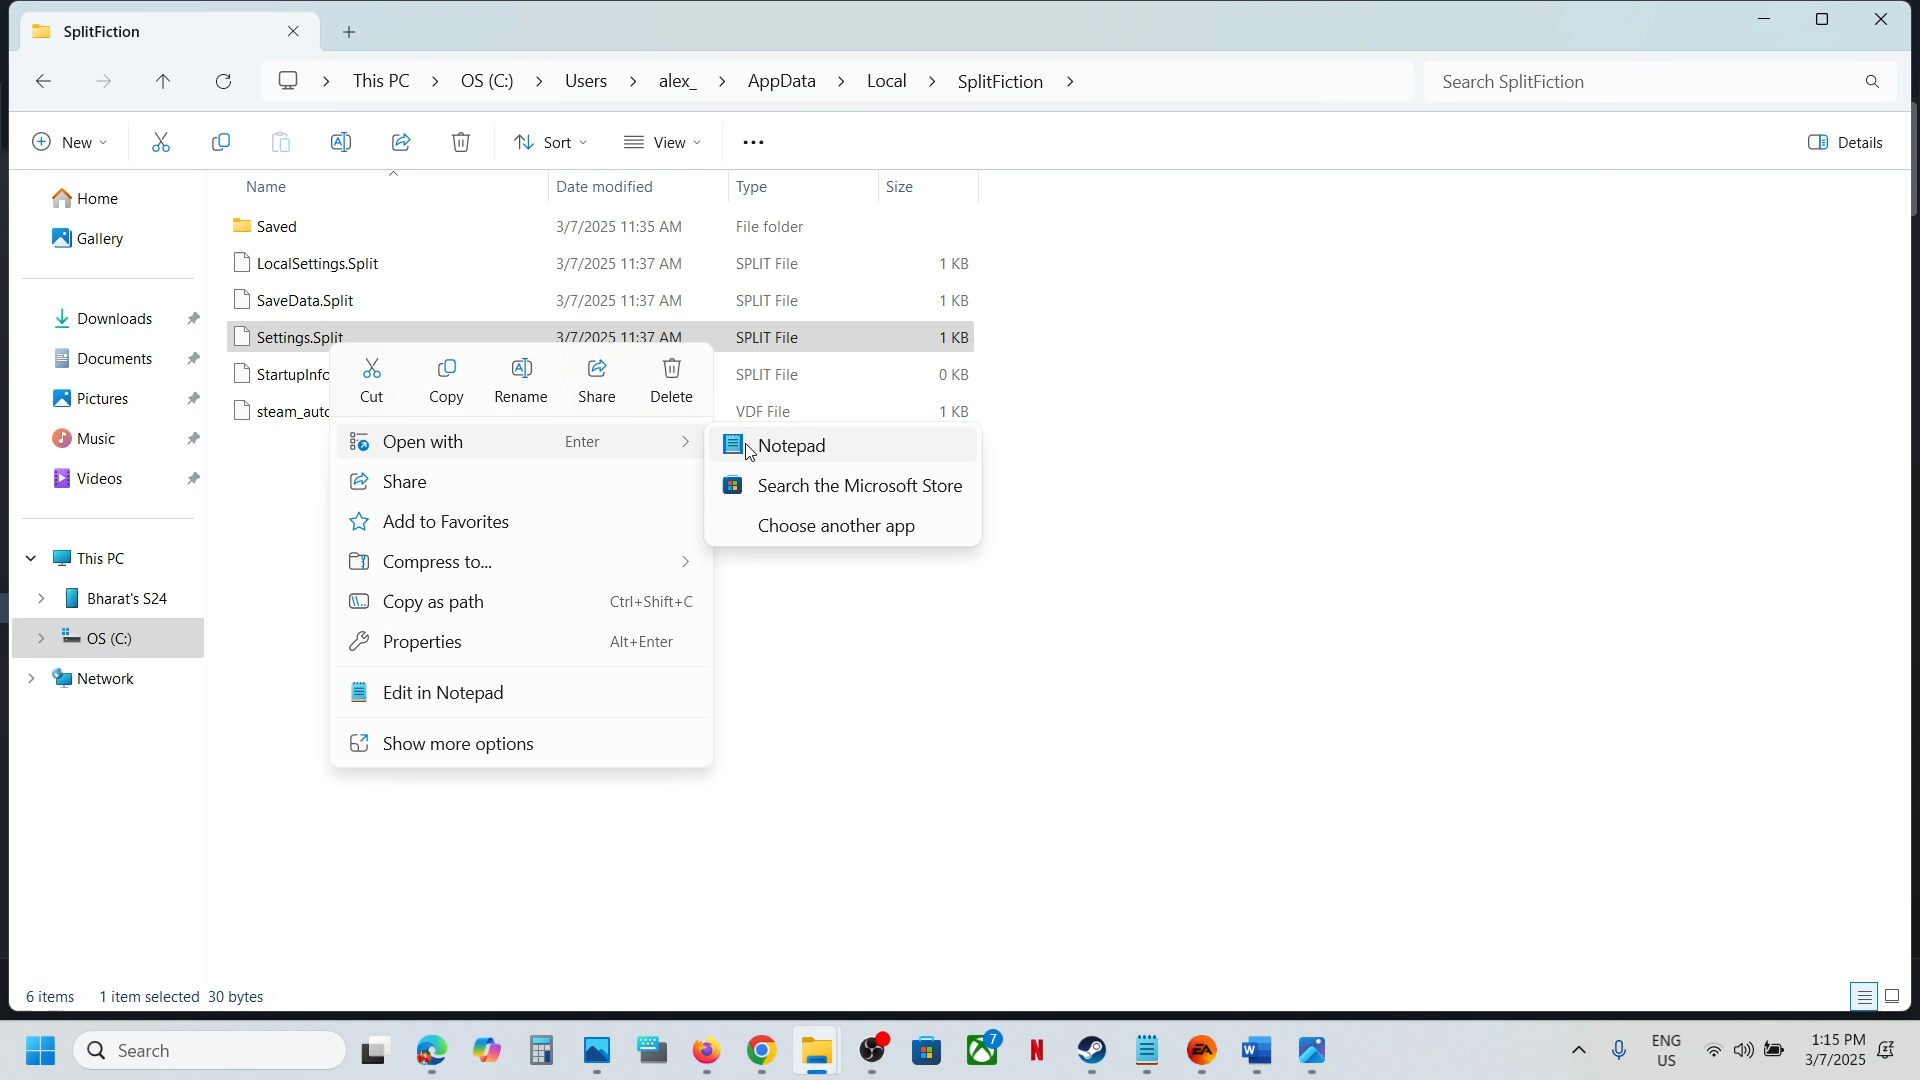 SplitFiction
This PC > OS (C:) > Users > alex_ > AppData > Local > SplitFiction >
Search SplitFiction
New
Sort
View
Details
Name
Date modified
Type
Size
Home
Gallery
Downloads
Documents
Pictures
Music
Videos
This PC
Bharat's S24
OS (C:)
Network
Saved 3/7/2025 11:35 AM File folder
LocalSettings.Split 3/7/2025 11:37 AM SPLIT File 1 KB
SaveData.Split 3/7/2025 11:37 AM SPLIT File 1 KB
Settings.Split 3/7/2025 11:37 AM SPLIT File 1 KB
StartupInfo SPLIT File 0 KB
steam_auto VDF File 1 KB
Cut
Copy
Rename
Share
Delete
Open with Enter
Share
Add to Favorites
Compress to...
Copy as path Ctrl+Shift+C
Properties Alt+Enter
Edit in Notepad
Show more options
Notepad
Search the Microsoft Store
Choose another app
6 items 1 item selected 30 bytes
Search
7
ENG
US
1:15 PM
3/7/2025